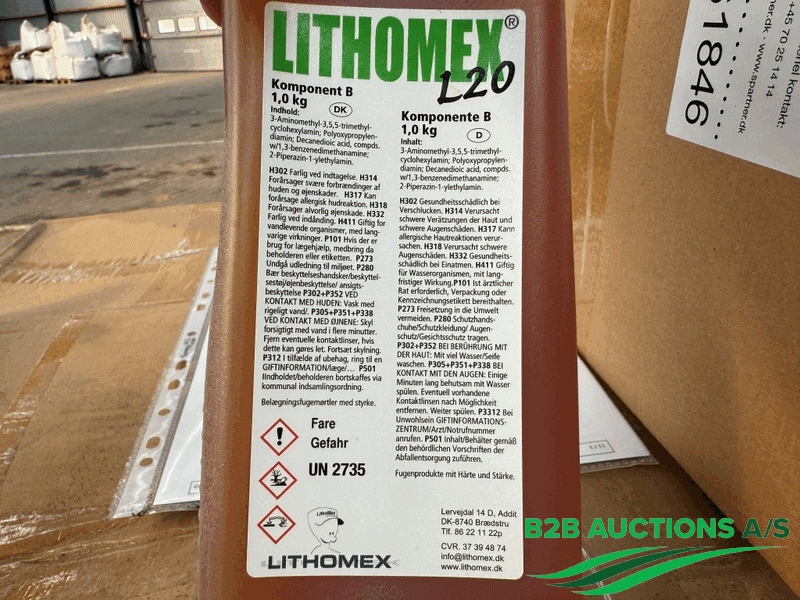 LITHOMEX®
L20
Komponent B
1,0 kg
DK
Indhold:
3-Aminomethyl-3,5,5-trimethyl-
cyclohexylamin; Polyoxypropylen-
diamin; Decanedioic acid, compds.
w/1,3-benzenedimethanamine;
2-Piperazin-1-ylethylamin.
H302 Farlig ved indtagelse. H314
Forårsager svære forbrændinger af
huden og øjenskader. H317 Kan
forårsage allergisk hudreaktion. H318
Forårsager alvorlig øjenskade. H332
Farlig ved indånding. H411 Giftig for
vandlevende organismer, med lang-
varige virkninger. P101 Hvis der er
brug for lægehjælp, medbring da
beholderen eller etiketten. P273
Undgå udledning til miljøet. P280
Bær beskyttelseshandsker/beskyttel-
sestøj/øjenbeskyttelse/ ansigts-
beskyttelse P302+P352 VED
KONTAKT MED HUDEN: Vask med
rigeligt vand/. P305+P351+P338
VED KONTAKT MED ØJNENE: Skyl
forsigtigt med vand i flere minutter.
Fjern eventuelle kontaktlinser, hvis
dette kan gøres let. Fortsæt skylning.
P312 I tilfælde af ubehag, ring til en
GIFTINFORMATION/læge/... P501
IIndholdet/beholderen bortskaffes via
kommunal indsamlingsordning.
Belægningsfugemørtler med styrke.
Komponente B
1,0 kg
D
Inhalt:
3-Aminomethyl-3,5,5-trimethyl-
cyclohexylamin; Polyoxypropylen-
diamin; Decanedioic acid, compds.
w/1,3-benzenedimethanamine;
2-Piperazin-1-ylethylamin.
H302 Gesundheitsschädlich bei
Verschlucken. H314 Verursacht
schwere Verätzungen der Haut und
schwere Augenschäden. H317 Kann
allergische Hautreaktionen verur-
sachen. H318 Verursacht schwere
Augenschäden. H332 Gesundheits-
schädlich bei Einatmen. H411 Giftig
für Wasserorganismen, mit lang-
fristiger Wirkung.P101 Ist ärztlicher
Rat erforderlich, Verpackung oder
Kennzeichnungsetikett bereithalten.
P273 Freisetzung in die Umwelt
vermeiden. P280 Schutzhands-
chuhe/Schutzkleidung/ Augen-
schutz/Gesichtsschutz tragen.
P302+P352 BEI BERÜHRUNG MIT
DER HAUT: Mit viel Wasser/Seife
waschen. P305+P351+P338 BEI
KONTAKT MIT DEN AUGEN: Einige
Minuten lang behutsam mit Wasser
spülen. Eventuell vorhandene
Kontaktlinsen nach Möglichkeit
entfernen. Weiter spülen. P3312 Bei
Unwohlsein GIFTINFORMATIONS-
ZENTRUM/Arzt/Notrufnummer
anrufen. P501 Inhalt/Behälter gemäß
den behördlichen Vorschriften der
Abfallentsorgung zuführen.
Fugenprodukte mit Härte und Stärke.
Fare
Gefahr
UN 2735
LITHOMEX
Lervejdal 14 D, Addit
DK-8740 Brædstru
Tlf. 86 22 11 22p
CVR. 37 39 48 74
info@lithomex.dk
www.lithomex.dk
kontakt:
+45 70 25 14 14
partner.dk · www.spartner.dk
61846
B2B AUCTIONS A/S